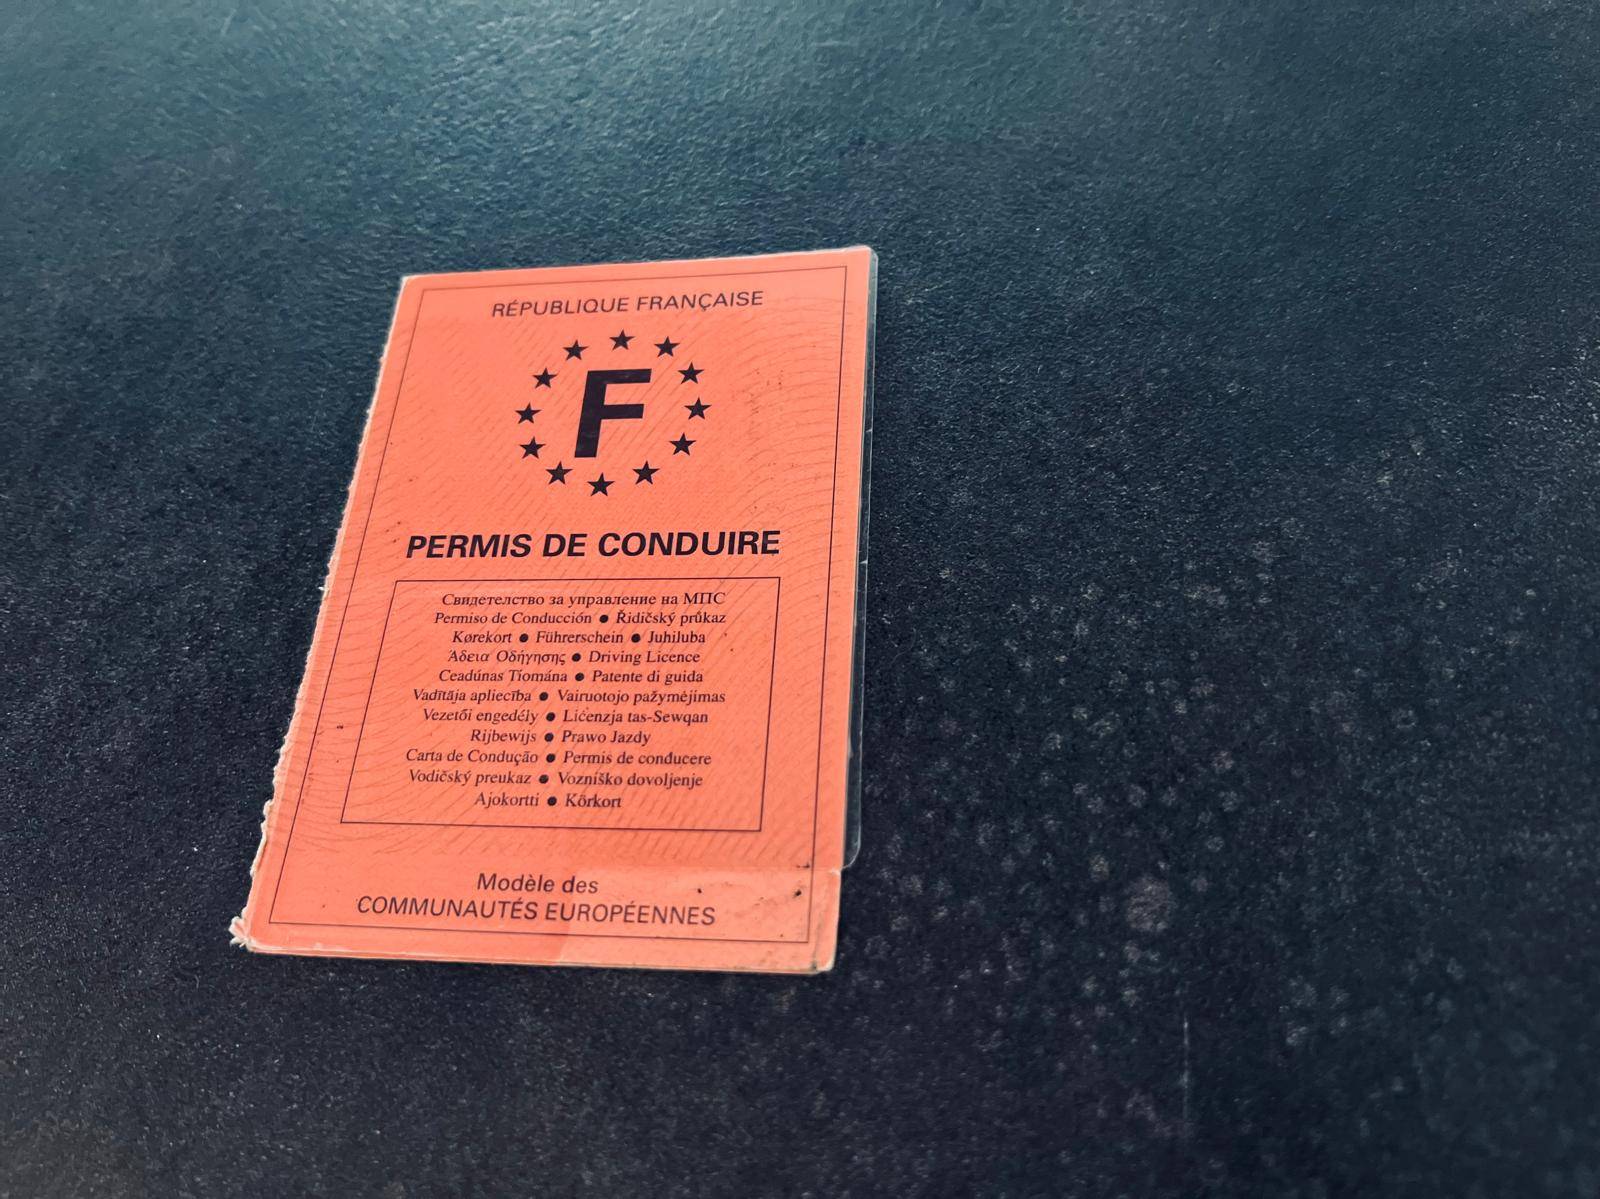 RÉPUBLIQUE FRANÇAISE
F
PERMIS DE CONDUIRE
Свидетелство за управление на МПС
Permiso de Conducción ● Řidičský průkaz
Kørekort ● Führerschein ● Juhiluba
Άδεια Οδήγησης ● Driving Licence
Ceadúnas Tiomána ● Patente di guida
Vadītāja apliecība ● Vairuotojo pažymėjimas
Vezetői engedély ● Liċenzja tas-Sewqan
Rijbewijs ● Prawo Jazdy
Carta de Condução ● Permis de conducere
Vodičský preukaz ● Vozniško dovoljenje
Ajokortti ● Körkort
Modèle des
COMMUNAUTÉS EUROPÉENNES